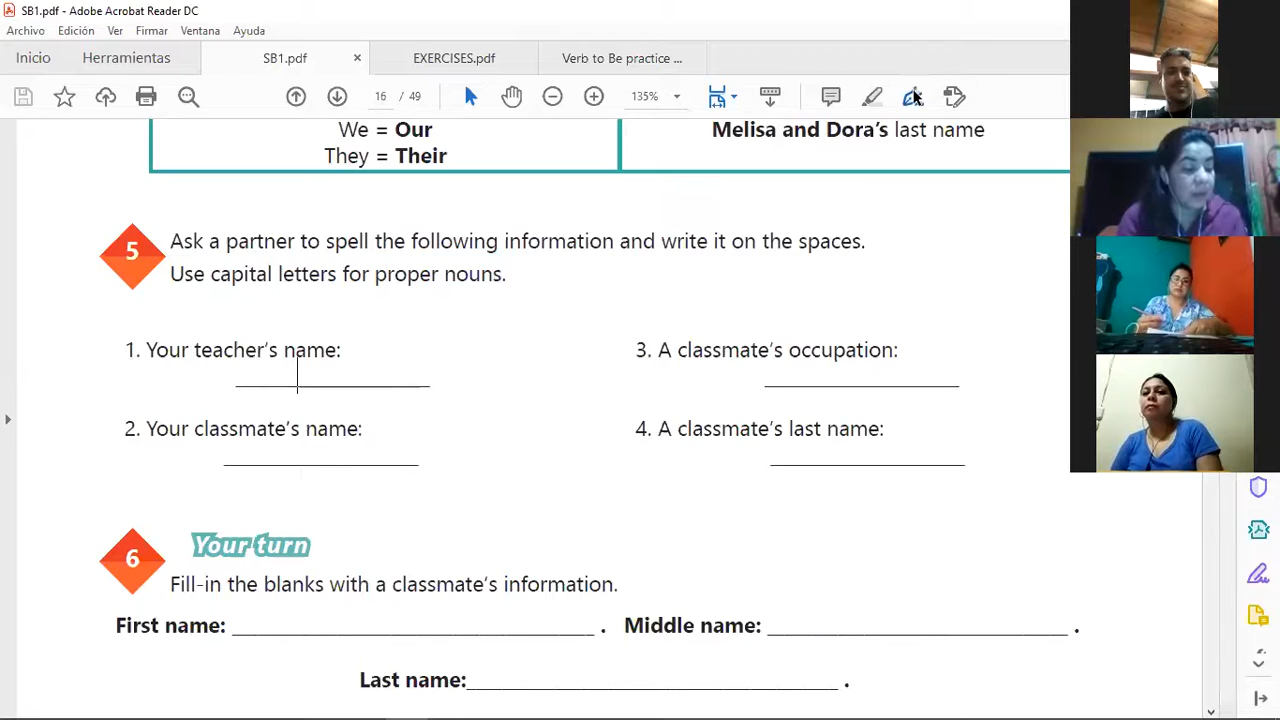 SB1.pdf - Adobe Acrobat Reader DC
Archivo Edición Ver Firmar Ventana Ayuda
Inicio Herramientas SB1.pdf × EXERCISES.pdf Verb to Be practice ...
16 / 49 135%
We = Our
They = Their
Melisa and Dora's last name
5 Ask a partner to spell the following information and write it on the spaces.
Use capital letters for proper nouns.
1. Your teacher's name:
3. A classmate's occupation:
2. Your classmate's name:
4. A classmate's last name:
6 Your turn
Fill-in the blanks with a classmate's information.
First name: ______________________________ . Middle name: _________________________ .
Last name:_______________________________ .